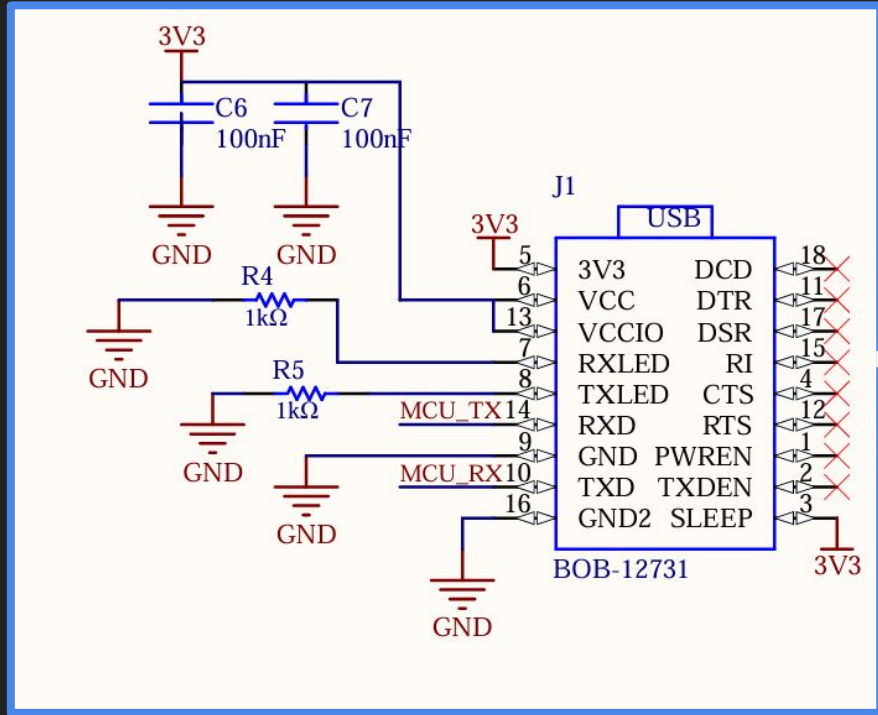 3V3
C6
100nF
C7
100nF
GND
GND
J1
USB
3V3
5 3V3 DCD 18
6 VCC DTR 11
13 VCCIO DSR 17
R4
1kΩ
GND
7 RXLED RI 15
R5
1kΩ
GND
8 TXLED CTS 4
MCU_TX 14 RXD RTS 12
9 GND PWREN 1
GND
MCU_RX 10 TXD TXDEN 2
16 GND2 SLEEP 3
GND
3V3
BOB-12731